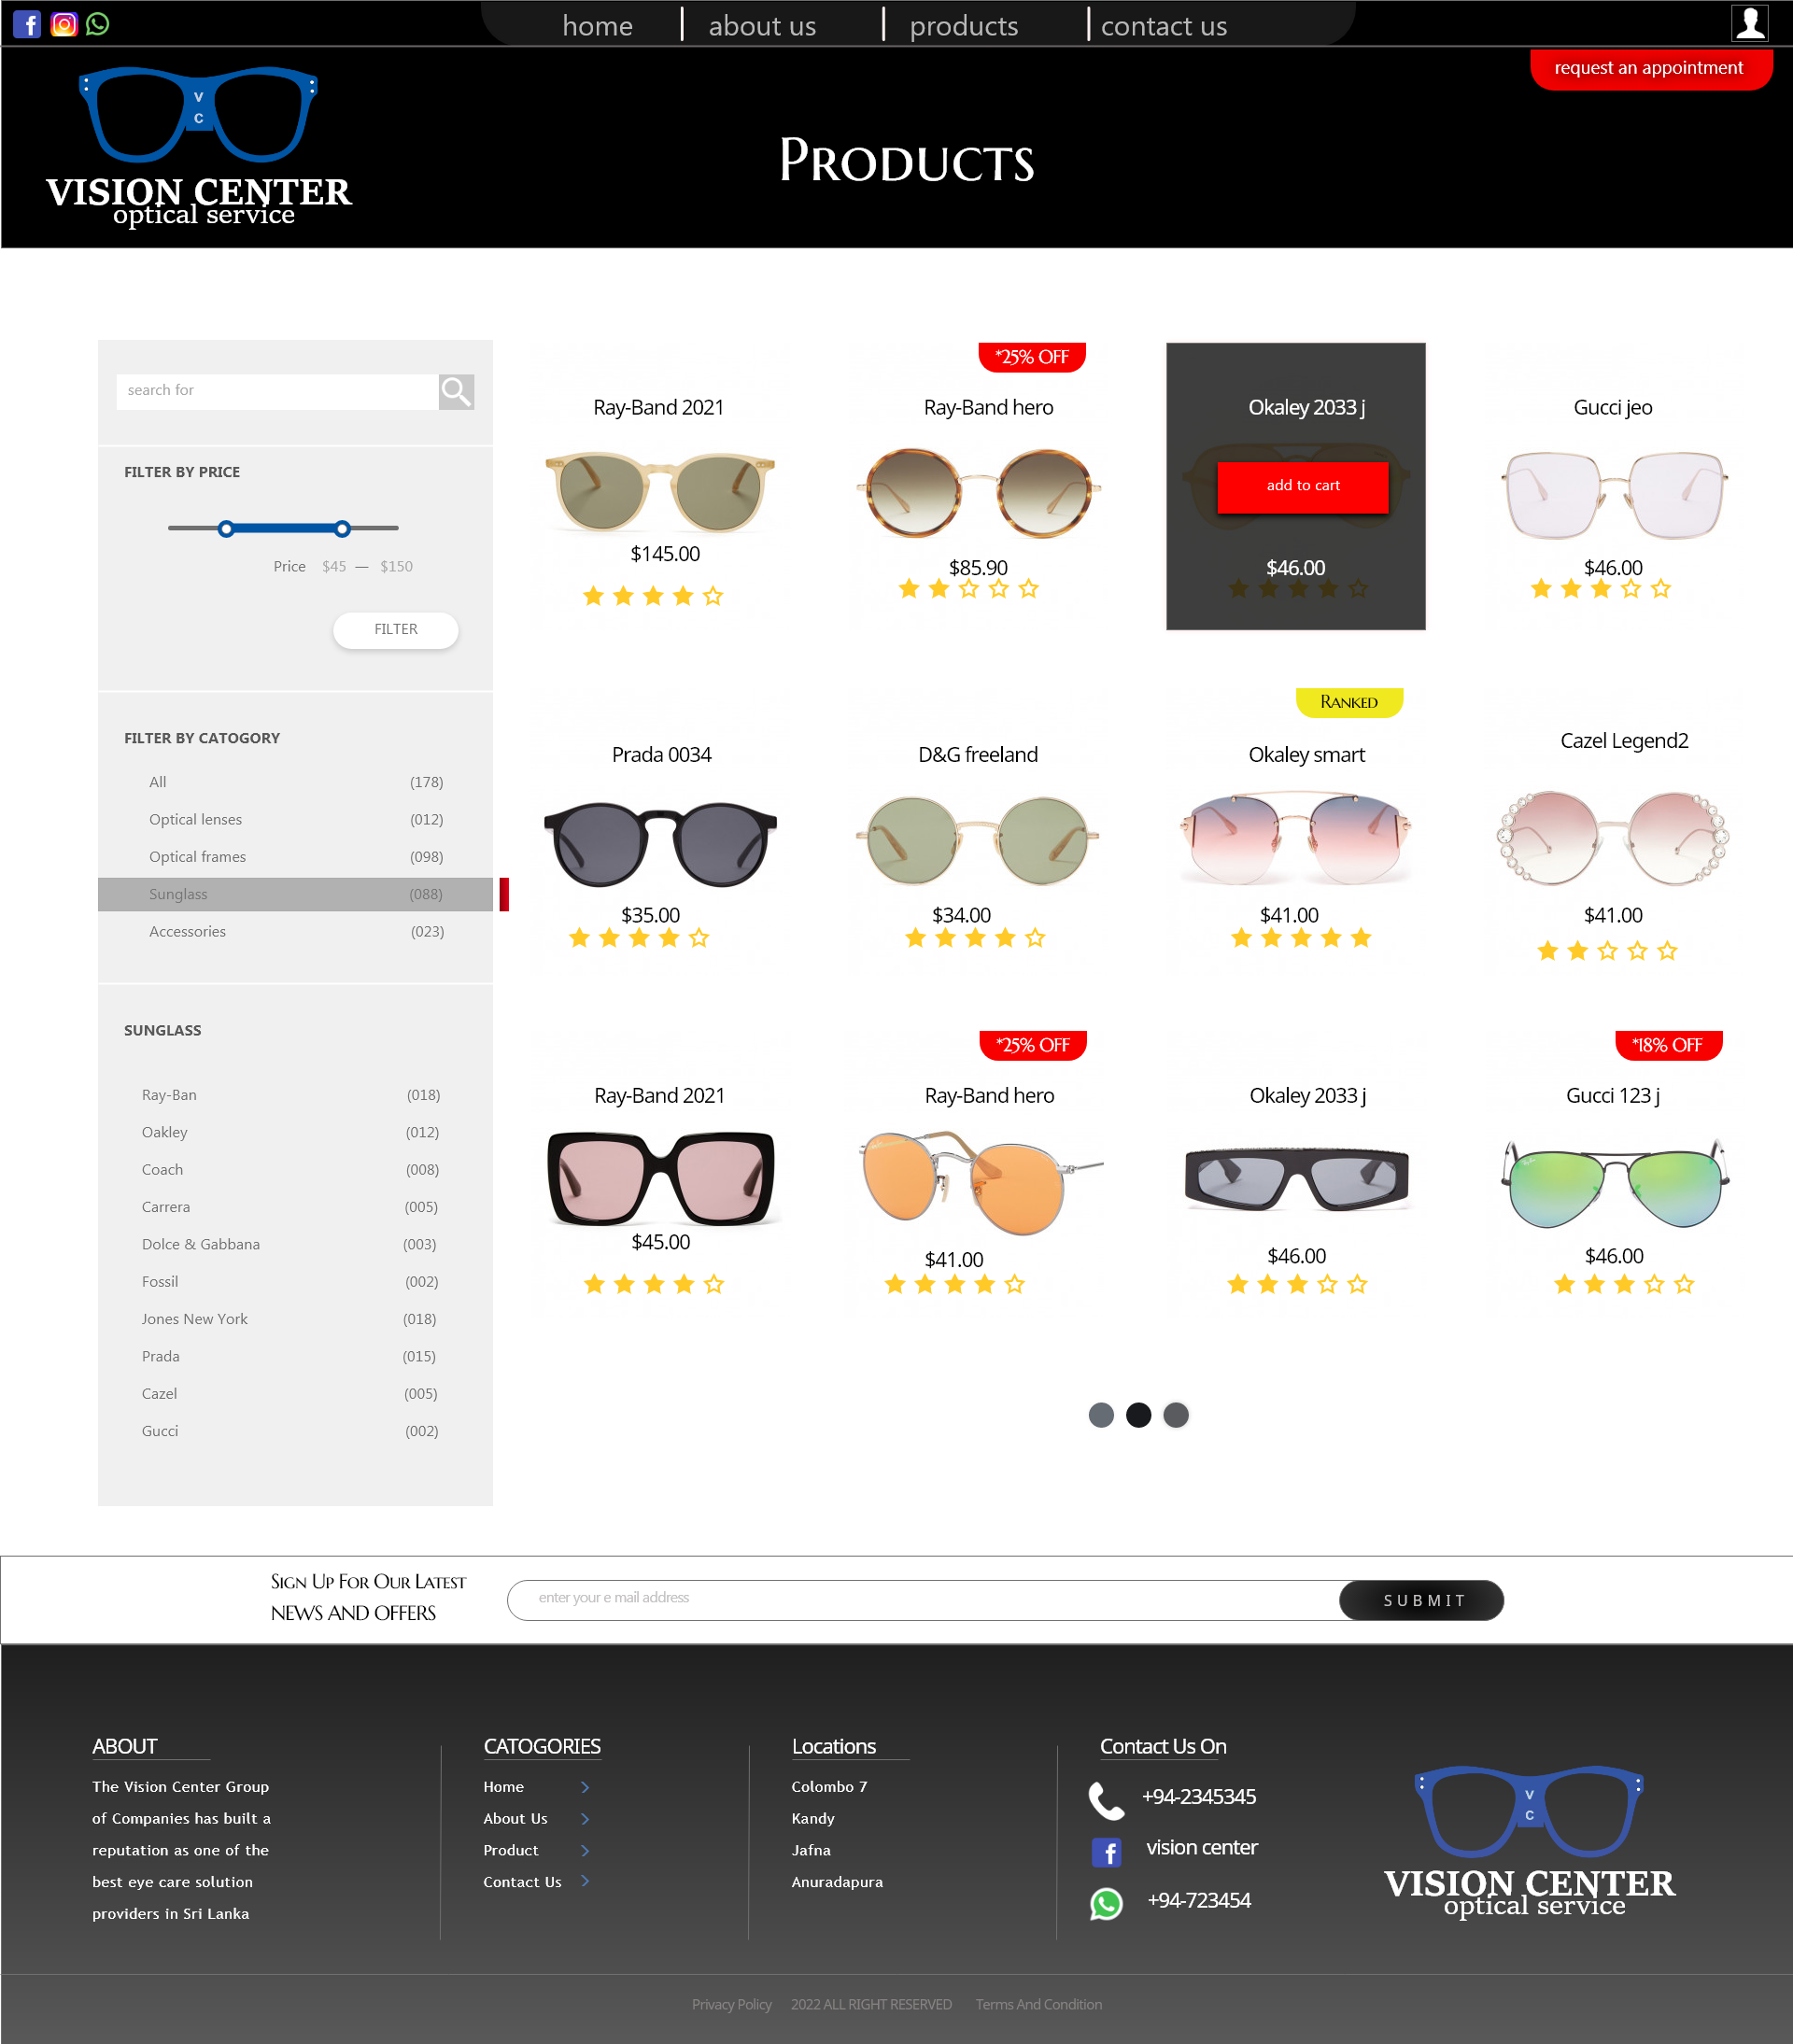 home
about us
products
contact us
request an appointment
V
C
VISION CENTER
optical service
Products
search for
FILTER BY PRICE
Price $45 — $150
FILTER
FILTER BY CATOGORY
All (178)
Optical lenses (012)
Optical frames (098)
Sunglass (088)
Accessories (023)
SUNGLASS
Ray-Ban (018)
Oakley (012)
Coach (008)
Carrera (005)
Dolce & Gabbana (003)
Fossil (002)
Jones New York (018)
Prada (015)
Cazel (005)
Gucci (002)
Ray-Band 2021
$145.00
*25% OFF
Ray-Band hero
$85.90
Okaley 2033 j
add to cart
$46.00
Gucci jeo
$46.00
Prada 0034
$35.00
D&G freeland
$34.00
Ranked
Okaley smart
$41.00
Cazel Legend2
$41.00
Ray-Band 2021
$45.00
*25% OFF
Ray-Band hero
$41.00
Okaley 2033 j
$46.00
*18% OFF
Gucci 123 j
$46.00
Sign Up For Our Latest
NEWS AND OFFERS
enter your e mail address
SUBMIT
ABOUT
The Vision Center Group
of Companies has built a
reputation as one of the
best eye care solution
providers in Sri Lanka
CATOGORIES
Home
About Us
Product
Contact Us
Locations
Colombo 7
Kandy
Jafna
Anuradapura
Contact Us On
+94-2345345
vision center
+94-723454
V
C
VISION CENTER
optical service
Privacy Policy 2022 ALL RIGHT RESERVED Terms And Condition